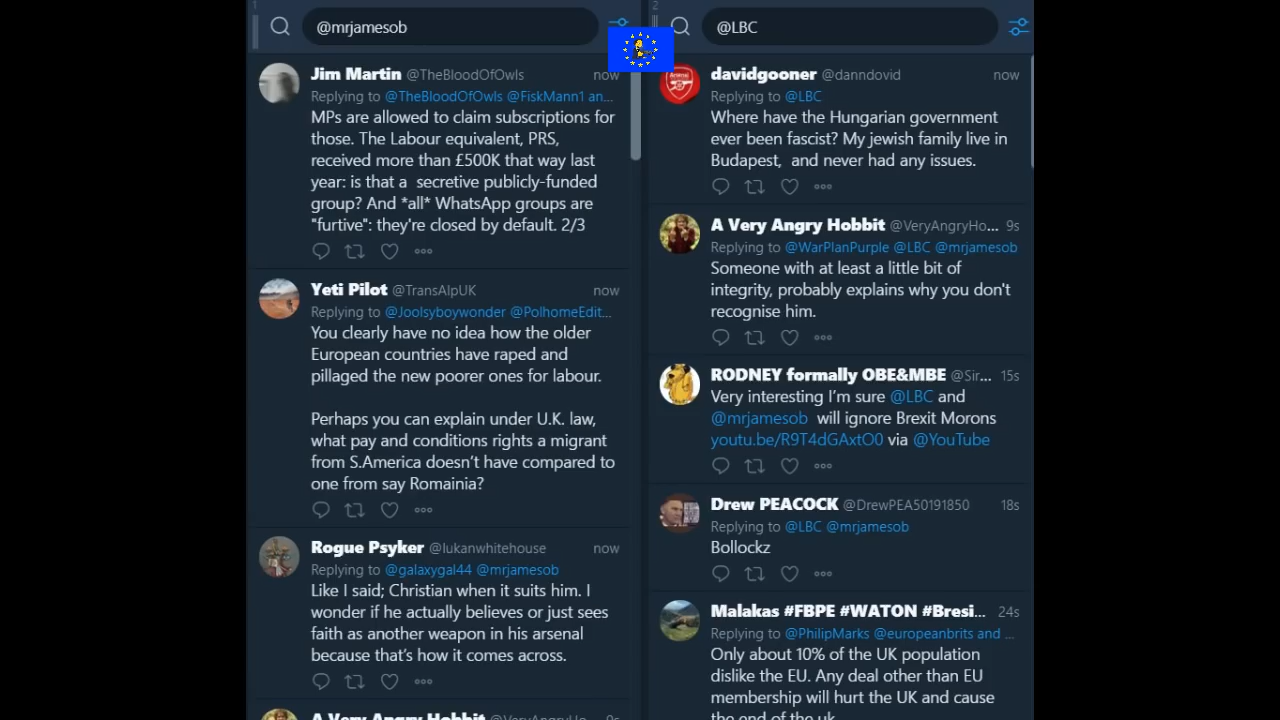 1
@mrjamesob
Jim Martin @TheBloodOfOwls now
Replying to @TheBloodOfOwls @FiskMann1 an...
MPs are allowed to claim subscriptions for
those. The Labour equivalent, PRS,
received more than £500K that way last
year: is that a secretive publicly-funded
group? And *all* WhatsApp groups are
"furtive": they're closed by default. 2/3
Yeti Pilot @TransAlpUK now
Replying to @Joolsyboywonder @PolhomeEdit...
You clearly have no idea how the older
European countries have raped and
pillaged the new poorer ones for labour.
Perhaps you can explain under U.K. law,
what pay and conditions rights a migrant
from S.America doesn't have compared to
one from say Romainia?
Rogue Psyker @lukanwhitehouse now
Replying to @galaxygal44 @mrjamesob
Like I said; Christian when it suits him. I
wonder if he actually believes or just sees
faith as another weapon in his arsenal
because that's how it comes across.
A Very Angry Hobbit @VeryAngryHo... 9s
2
@LBC
davidgooner @danndovid now
Replying to @LBC
Where have the Hungarian government
ever been fascist? My jewish family live in
Budapest, and never had any issues.
A Very Angry Hobbit @VeryAngryHo... 9s
Replying to @WarPlanPurple @LBC @mrjamesob
Someone with at least a little bit of
integrity, probably explains why you don't
recognise him.
RODNEY formally OBE&MBE @Sir... 15s
Very interesting I'm sure @LBC and
@mrjamesob will ignore Brexit Morons
youtu.be/R9T4dGAxtO0 via @YouTube
Drew PEACOCK @DrewPEA50191850 18s
Replying to @LBC @mrjamesob
Bollockz
Malakas #FBPE #WATON #Bresi... 24s
Replying to @PhilipMarks @europeanbrits and ...
Only about 10% of the UK population
dislike the EU. Any deal other than EU
membership will hurt the UK and cause
the end of the uk